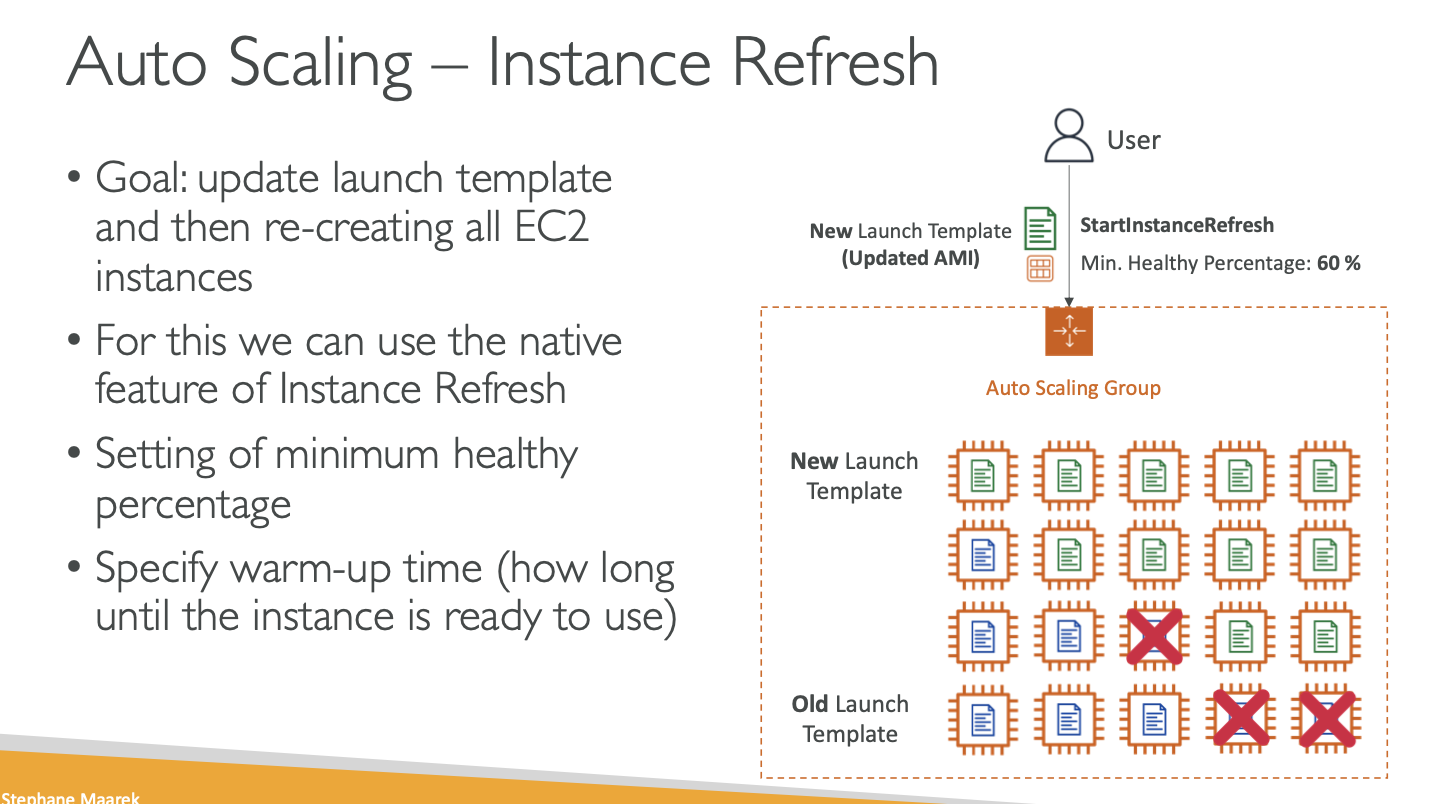 Auto Scaling – Instance Refresh
• Goal: update launch template
and then re-creating all EC2
instances
• For this we can use the native
feature of Instance Refresh
• Setting of minimum healthy
percentage
• Specify warm-up time (how long
until the instance is ready to use)
User
New Launch Template
(Updated AMI)
StartInstanceRefresh
Min. Healthy Percentage: 60 %
Auto Scaling Group
New Launch
Template
Old Launch
Template
Stephane Maarek